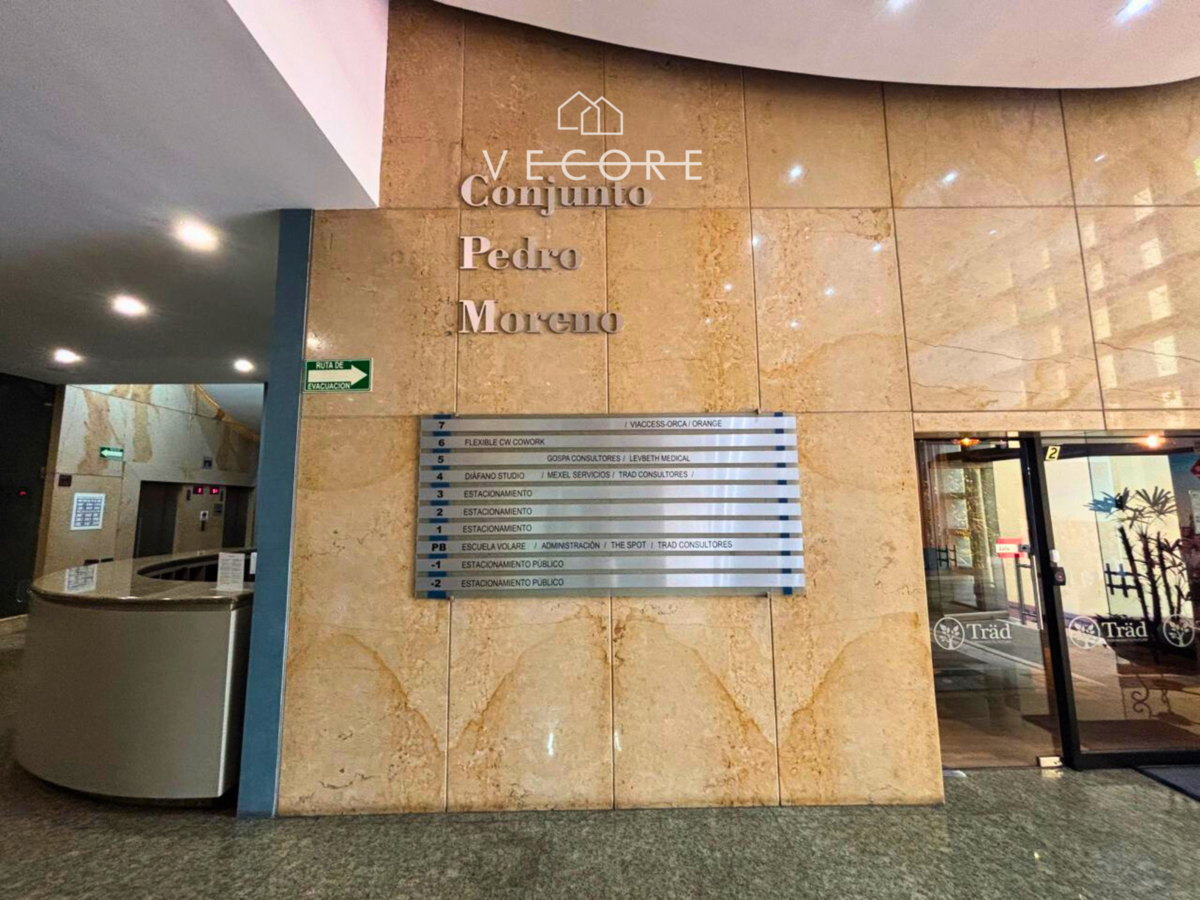 VECORE
Conjunto
Pedro
Moreno
RUTA DE
EVACUACION
7 / VIACCESS-ORCA / ORANGE
6 FLEXIBLE CW COWORK
5 GOSPA CONSULTORES / LEVBETH MEDICAL
4 DIÁFANO STUDIO / MEXEL SERVICIOS / TRAD CONSULTORES /
3 ESTACIONAMIENTO
2 ESTACIONAMIENTO
1 ESTACIONAMIENTO
PB ESCUELA VOLARE / ADMINISTRACIÓN / THE SPOT / TRAD CONSULTORES
-1 ESTACIONAMIENTO PÚBLICO
-2 ESTACIONAMIENTO PÚBLICO
2
Träd
Träd